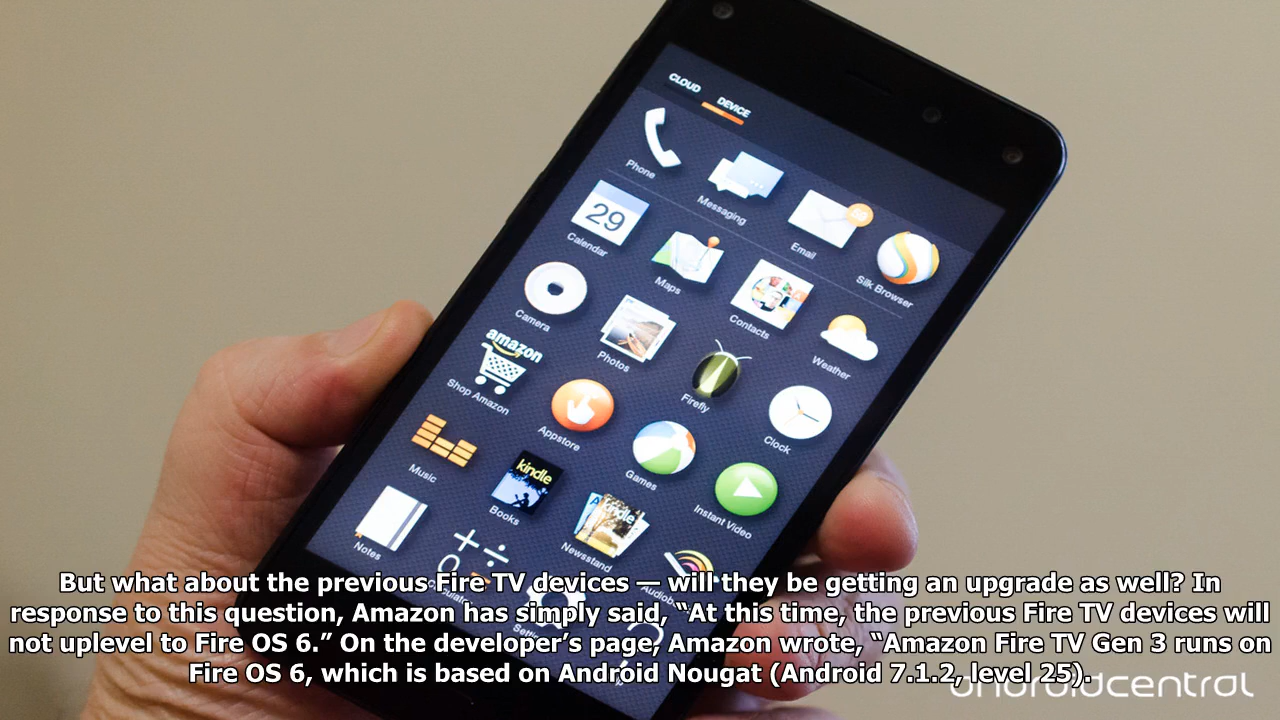 CLOUD
DEVICE
Phone
Messaging
Email
Silk Browser
29
Calendar
Maps
Contacts
Weather
Camera
Photos
Firefly
Clock
amazon
Shop Amazon
Appstore
Games
Instant Video
Music
kindle
Books
Newsstand
Notes
But what about the previous Fire TV devices — will they be getting an upgrade as well? In
response to this question, Amazon has simply said, “At this time, the previous Fire TV devices will
not uplevel to Fire OS 6.” On the developer’s page, Amazon wrote, “Amazon Fire TV Gen 3 runs on
Fire OS 6, which is based on Android Nougat (Android 7.1.2, level 25).
androidcentral